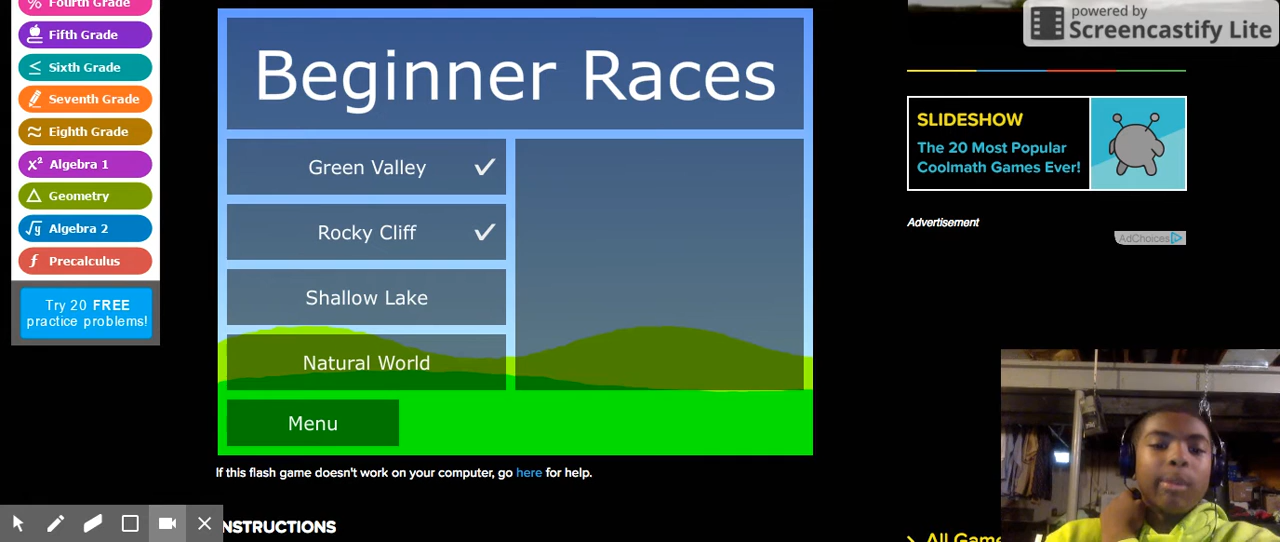 Fourth Grade
Fifth Grade
Sixth Grade
Seventh Grade
Eighth Grade
x² Algebra 1
Geometry
√y Algebra 2
f Precalculus
Try 20 FREE
practice problems!
Beginner Races
Green Valley
Rocky Cliff
Shallow Lake
Natural World
Menu
If this flash game doesn't work on your computer, go here for help.
NSTRUCTIONS
powered by
Screencastify Lite
SLIDESHOW
The 20 Most Popular
Coolmath Games Ever!
Advertisement
AdChoices
All Game